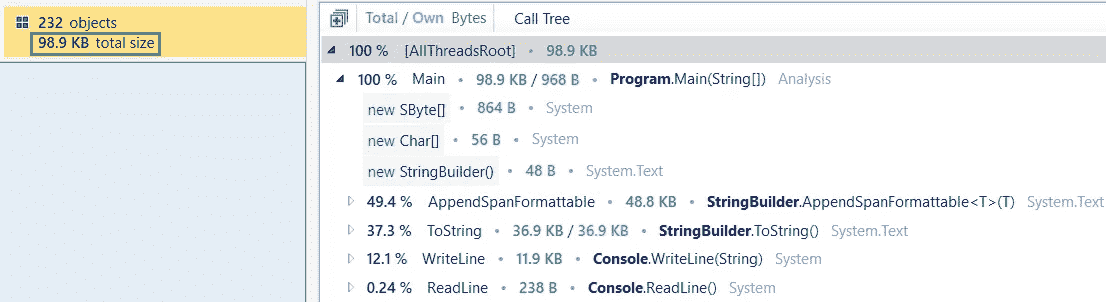 232 objects
98.9 KB total size
Total / Own Bytes Call Tree
100 % [AllThreadsRoot] • 98.9 KB
100 % Main • 98.9 KB / 968 B • Program.Main(String[]) Analysis
new SByte[] • 864 B • System
new Char[] • 56 B • System
new StringBuilder() • 48 B • System.Text
49.4 % AppendSpanFormattable • 48.8 KB • StringBuilder.AppendSpanFormattable<T>(T) System.Text
37.3 % ToString • 36.9 KB / 36.9 KB • StringBuilder.ToString() System.Text
12.1 % WriteLine • 11.9 KB • Console.WriteLine(String) System
0.24 % ReadLine • 238 B • Console.ReadLine() System